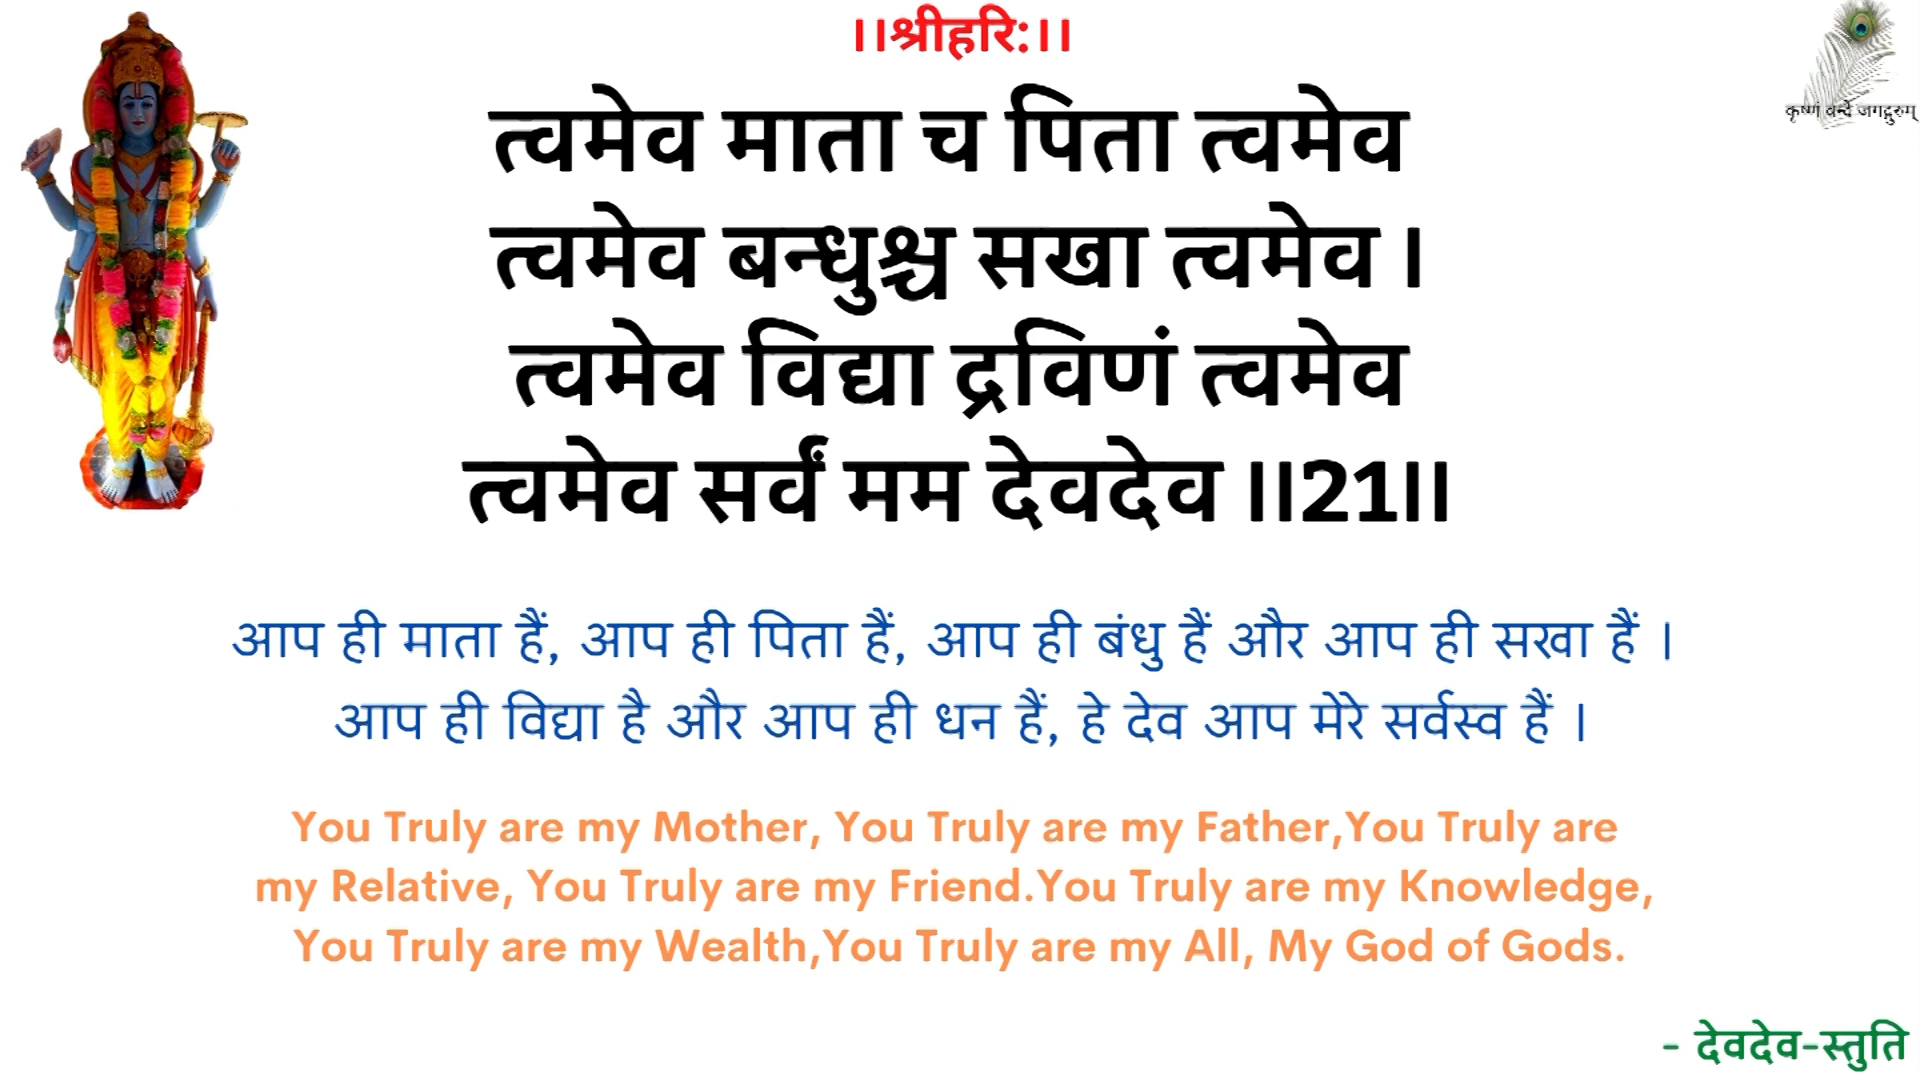 ।।श्रीहरि:।।
कृष्णं वन्दे जगद्गुरुम्
त्वमेव माता च पिता त्वमेव
त्वमेव बन्धुश्च सखा त्वमेव ।
त्वमेव विद्या द्रविणं त्वमेव
त्वमेव सर्वं मम देवदेव ।।21।।
आप ही माता हैं, आप ही पिता हैं, आप ही बंधु हैं और आप ही सखा हैं ।
आप ही विद्या है और आप ही धन हैं, हे देव आप मेरे सर्वस्व हैं ।
You Truly are my Mother, You Truly are my Father,You Truly are
my Relative, You Truly are my Friend.You Truly are my Knowledge,
You Truly are my Wealth,You Truly are my All, My God of Gods.
- देवदेव-स्तुति